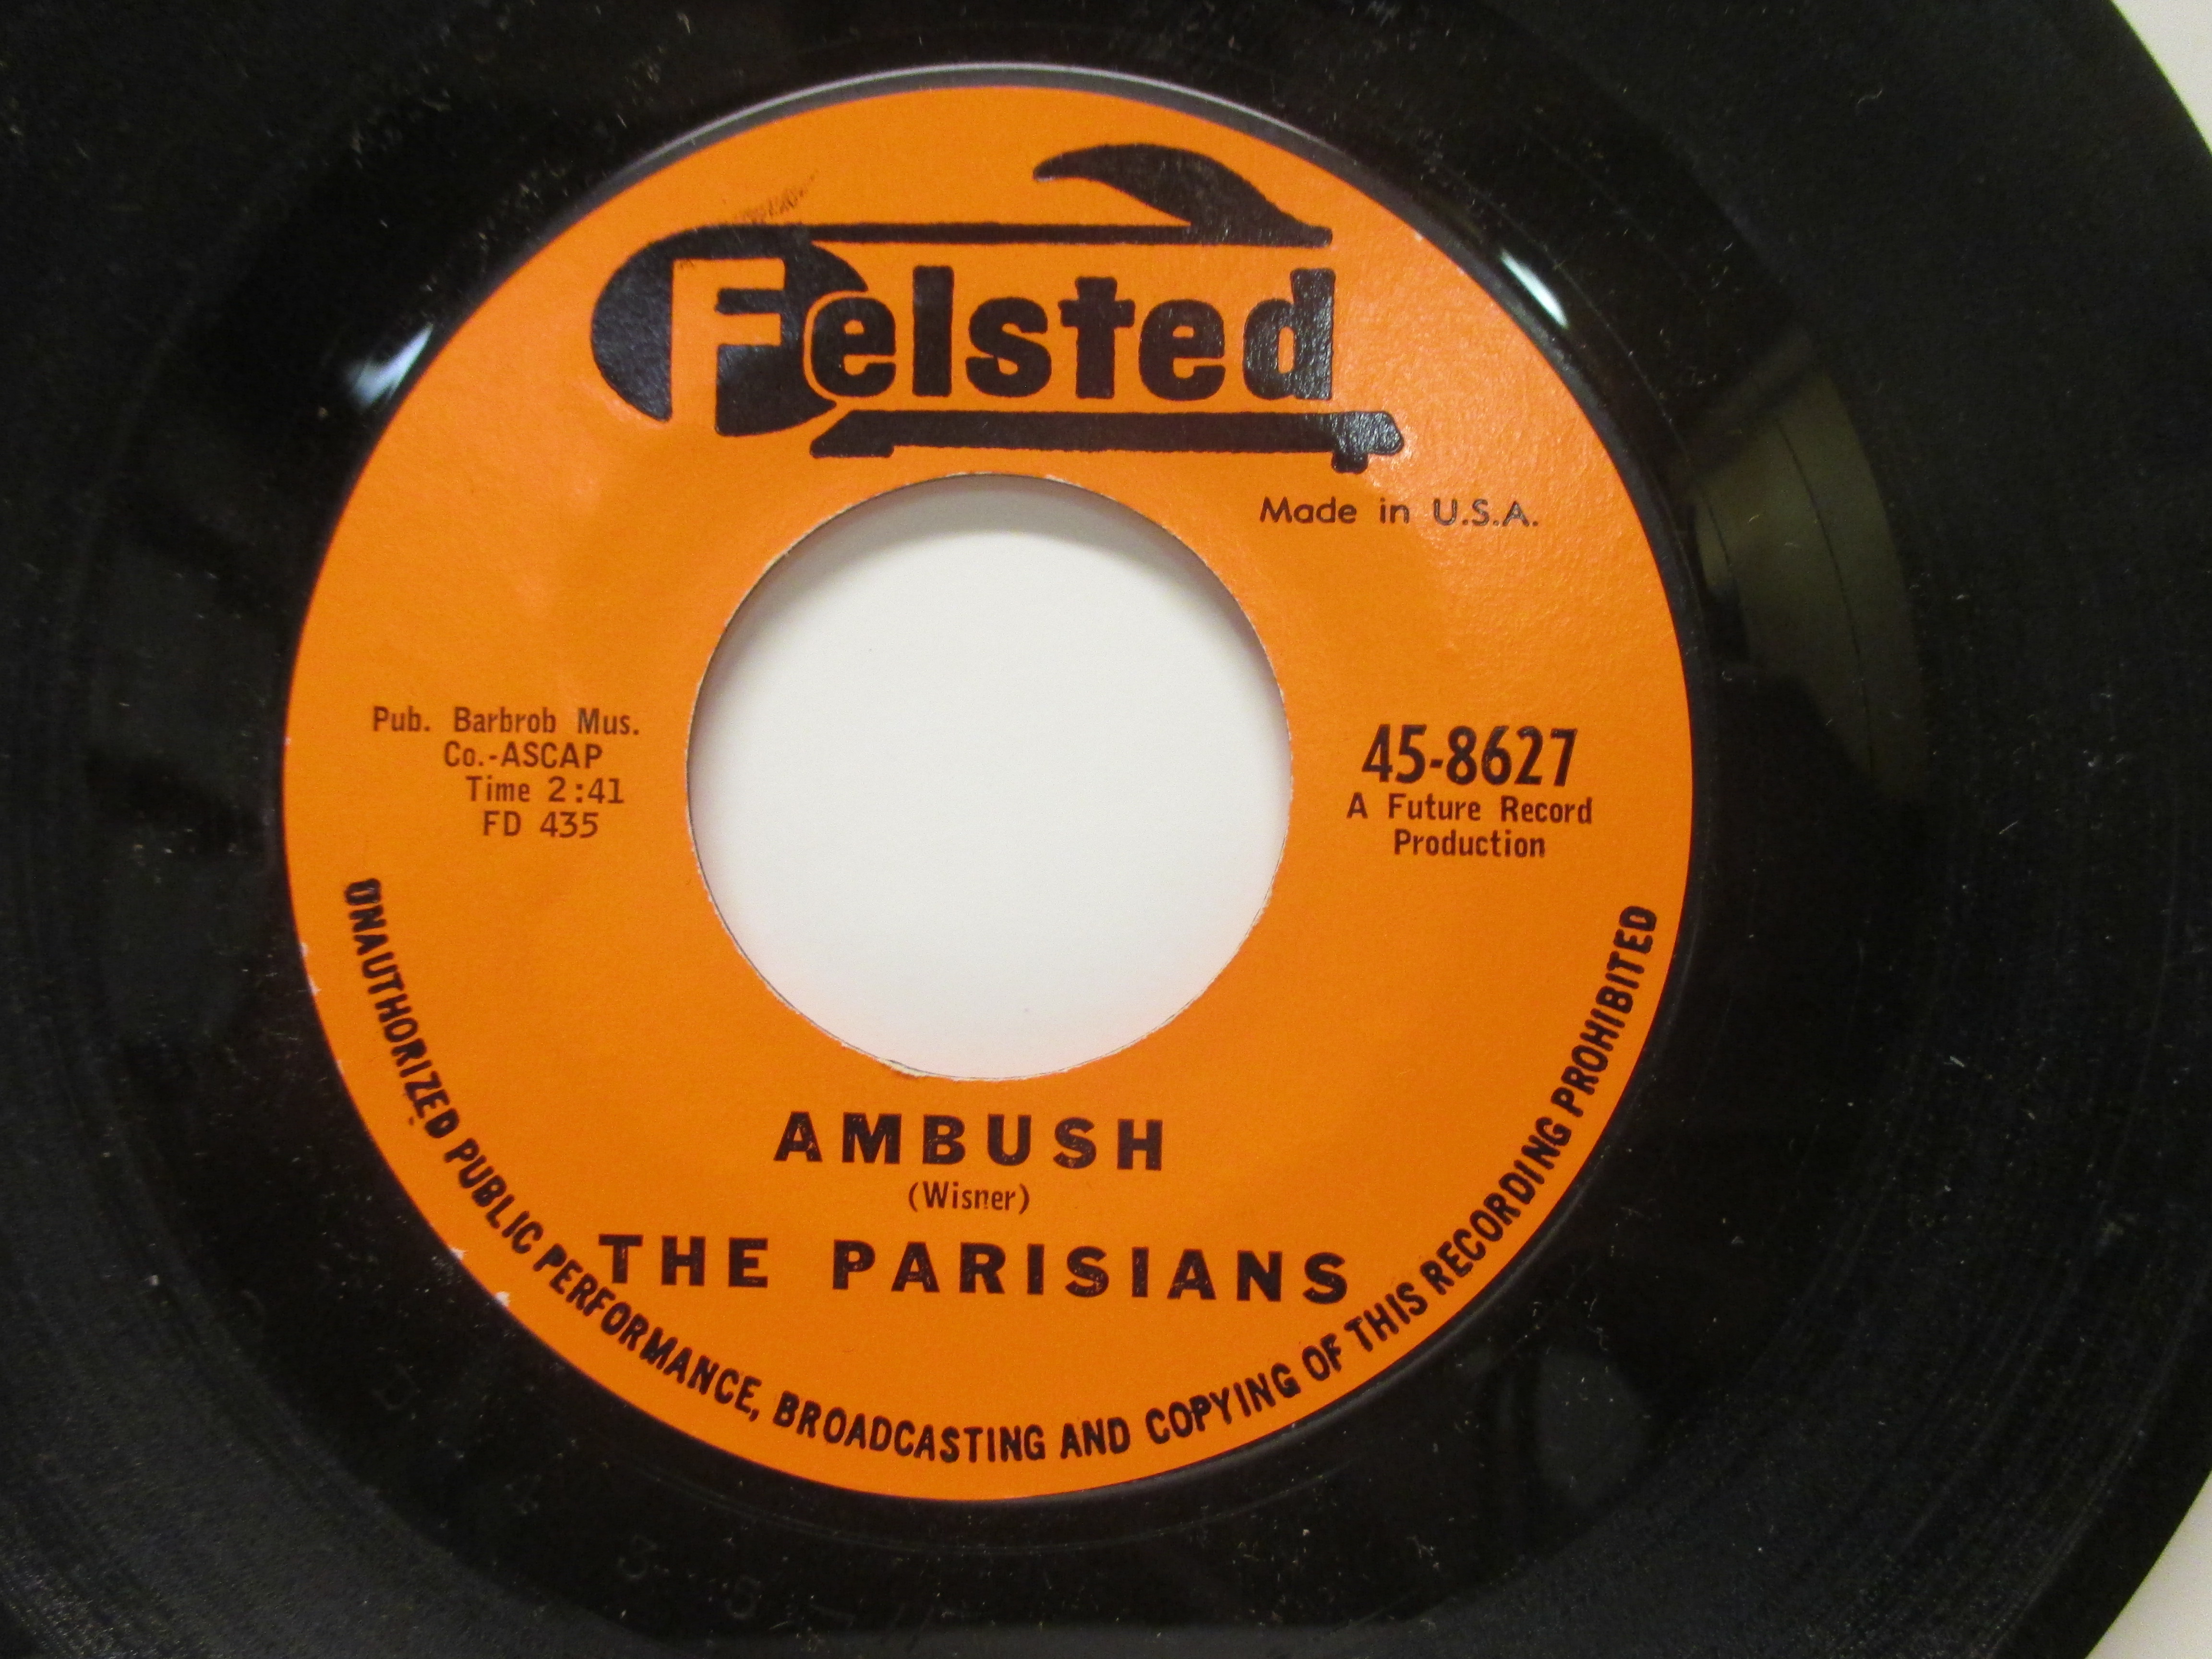 Felsted
Made in U.S.A.
Pub. Barbrob Mus.
Co.-ASCAP
Time 2:41
FD 435
45-8627
A Future Record
Production
AMBUSH
(Wisner)
THE PARISIANS
UNAUTHORIZED PUBLIC PERFORMANCE, BROADCASTING AND COPYING OF THIS RECORDING PROHIBITED